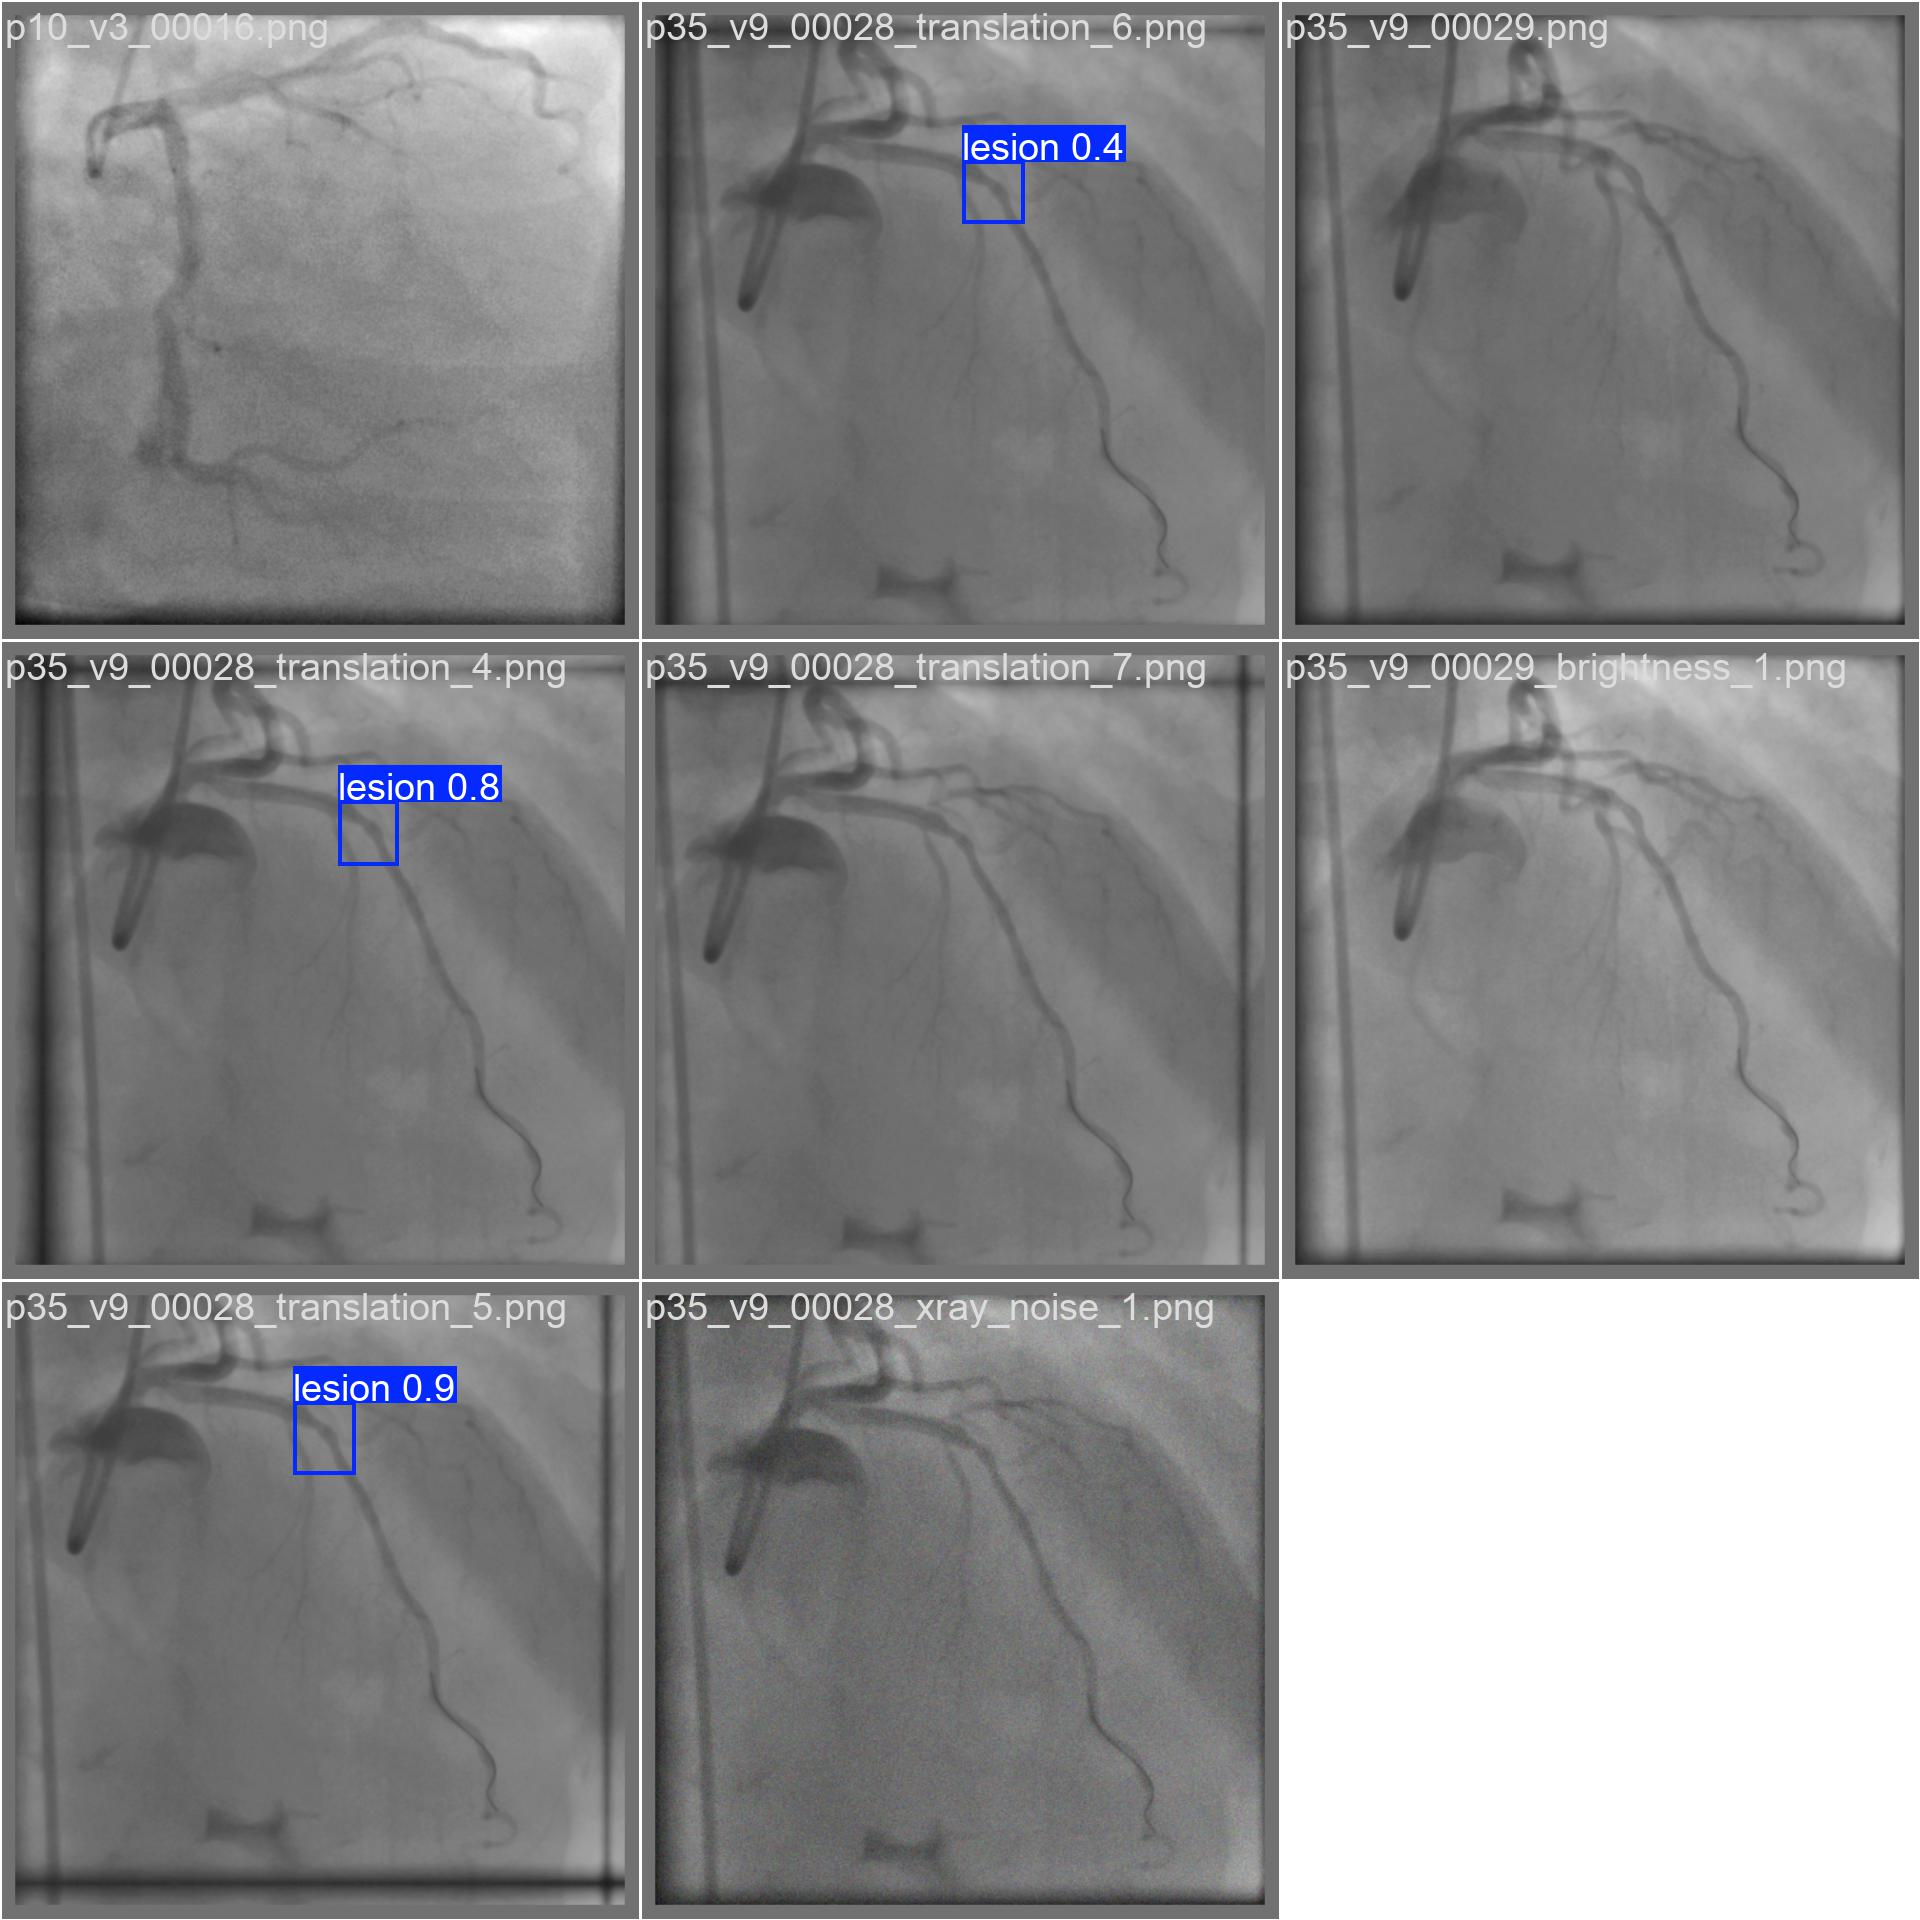 p10_v3_00016.png
p35_v9_00028_translation_6.png
lesion 0.4
p35_v9_00029.png
p35_v9_00028_translation_4.png
lesion 0.8
p35_v9_00028_translation_7.png
p35_v9_00029_brightness_1.png
p35_v9_00028_translation_5.png
lesion 0.9
p35_v9_00028_xray_noise_1.png